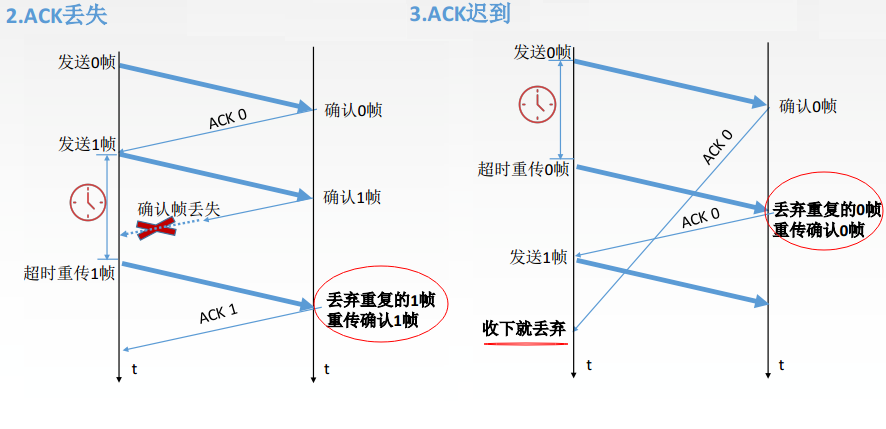 2.ACK丢失
发送0帧
ACK 0
确认0帧
发送1帧
确认帧丢失
确认1帧
超时重传1帧
丢弃重复的1帧
重传确认1帧
ACK 1
t
t
3.ACK迟到
发送0帧
确认0帧
ACK 0
超时重传0帧
丢弃重复的0帧
重传确认0帧
ACK 0
发送1帧
收下就丢弃
t
t